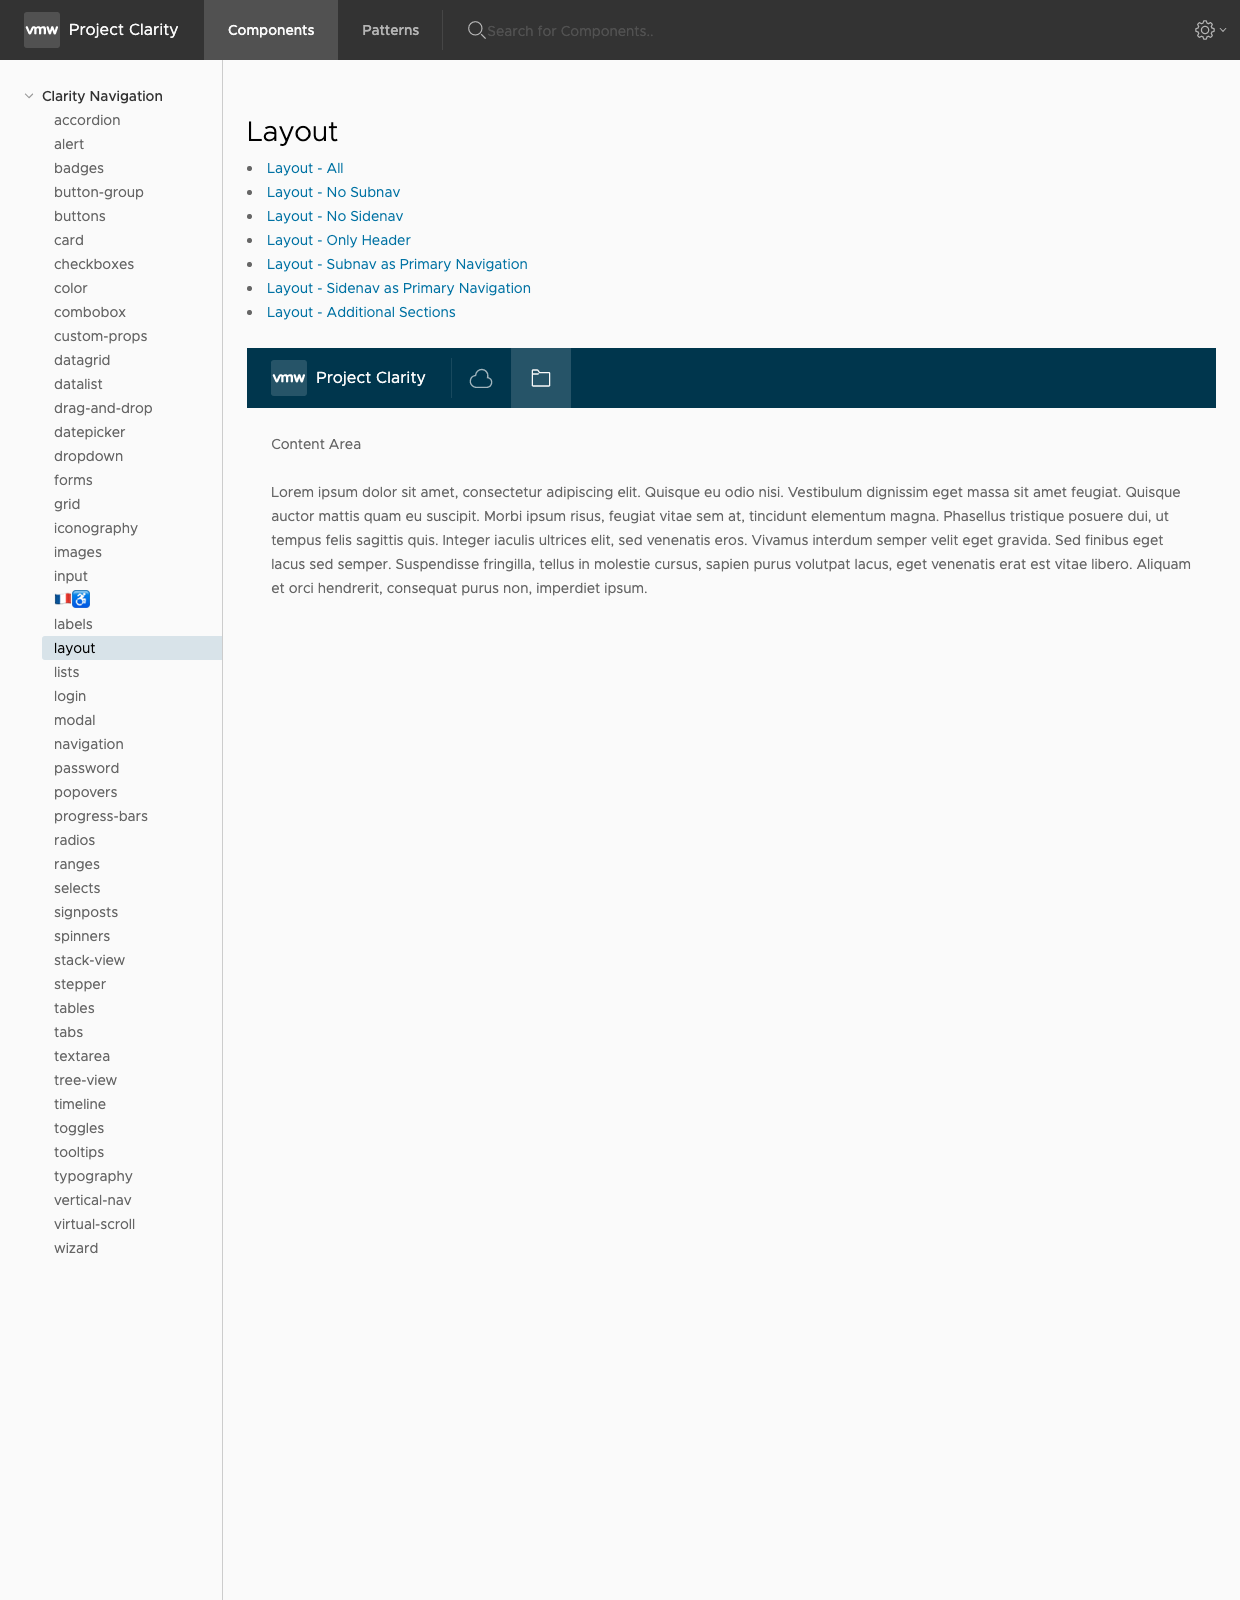 vmw Project Clarity Components Patterns Search for Components..
Clarity Navigation
accordion
alert
badges
button-group
buttons
card
checkboxes
color
combobox
custom-props
datagrid
datalist
drag-and-drop
datepicker
dropdown
forms
grid
iconography
images
input
🇫🇷♿
labels
layout
lists
login
modal
navigation
password
popovers
progress-bars
radios
ranges
selects
signposts
spinners
stack-view
stepper
tables
tabs
textarea
tree-view
timeline
toggles
tooltips
typography
vertical-nav
virtual-scroll
wizard
Layout
Layout - All
Layout - No Subnav
Layout - No Sidenav
Layout - Only Header
Layout - Subnav as Primary Navigation
Layout - Sidenav as Primary Navigation
Layout - Additional Sections
vmw Project Clarity
Content Area
Lorem ipsum dolor sit amet, consectetur adipiscing elit. Quisque eu odio nisi. Vestibulum dignissim eget massa sit amet feugiat. Quisque
auctor mattis quam eu suscipit. Morbi ipsum risus, feugiat vitae sem at, tincidunt elementum magna. Phasellus tristique posuere dui, ut
tempus felis sagittis quis. Integer iaculis ultrices elit, sed venenatis eros. Vivamus interdum semper velit eget gravida. Sed finibus eget
lacus sed semper. Suspendisse fringilla, tellus in molestie cursus, sapien purus volutpat lacus, eget venenatis erat est vitae libero. Aliquam
et orci hendrerit, consequat purus non, imperdiet ipsum.